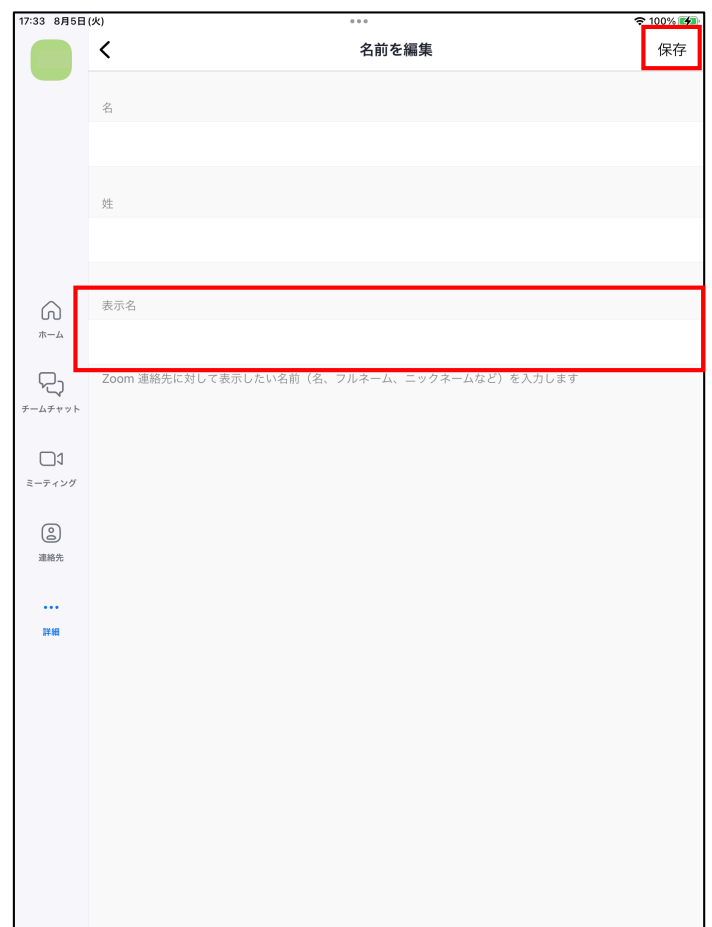 17:33 8月5日(火)
100%
名前を編集
保存
名
姓
表示名
Zoom 連絡先に対して表示したい名前（名、フルネーム、ニックネームなど）を入力します
ホーム
チームチャット
ミーティング
連絡先
詳細